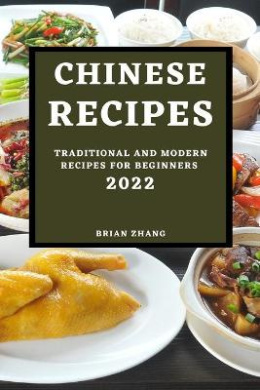 CHINESE
RECIPES
TRADITIONAL AND MODERN
RECIPES FOR BEGINNERS
2022
BRIAN ZHANG